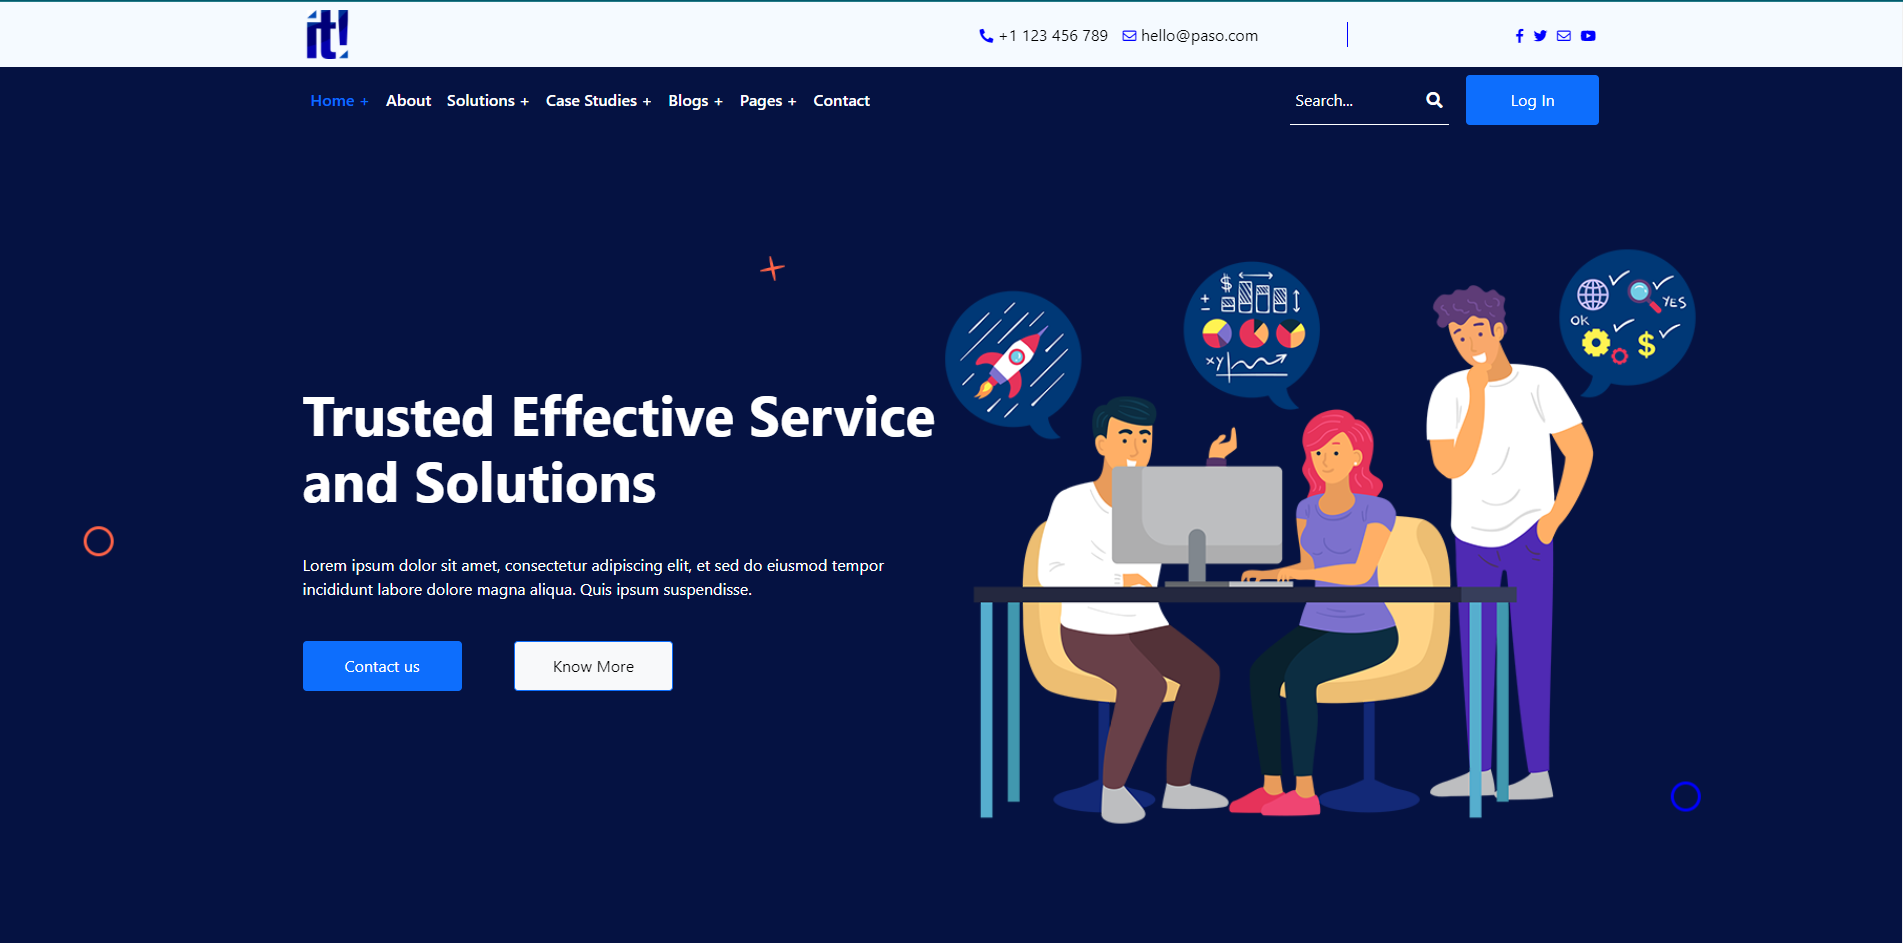 it!
+1 123 456 789 hello@paso.com
Home + About Solutions + Case Studies + Blogs + Pages + Contact Search... Log In
$
+
−
xy
OK
YES
$
Trusted Effective Service
and Solutions
Lorem ipsum dolor sit amet, consectetur adipiscing elit, et sed do eiusmod tempor
incididunt labore dolore magna aliqua. Quis ipsum suspendisse.
Contact us Know More